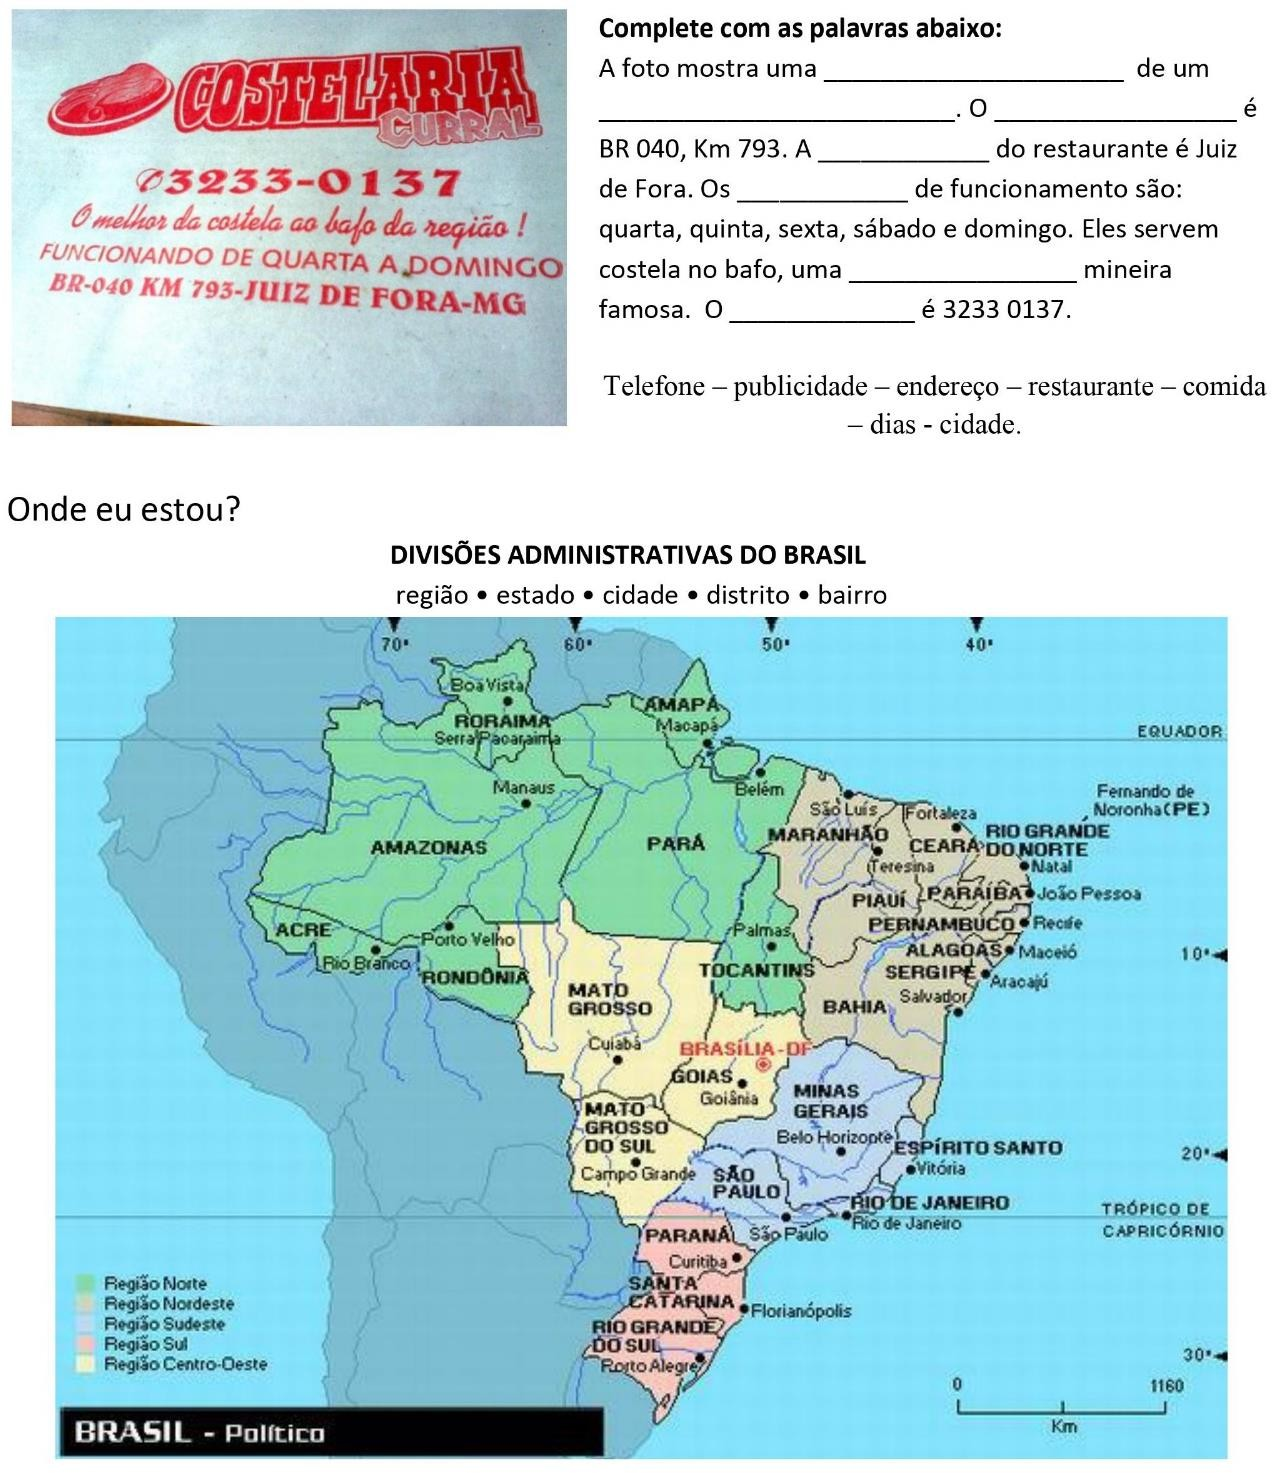 COSTELARIA
CURRAL
✆3233-0137
O melhor da costela ao bafo da região !
FUNCIONANDO DE QUARTA A DOMINGO
BR-040 KM 793-JUIZ DE FORA-MG
Complete com as palavras abaixo:
A foto mostra uma ______________________ de um
__________________________. O __________________ é
BR 040, Km 793. A _____________ do restaurante é Juiz
de Fora. Os _____________ de funcionamento são:
quarta, quinta, sexta, sábado e domingo. Eles servem
costela no bafo, uma _________________ mineira
famosa. O ______________ é 3233 0137.
Telefone – publicidade – endereço – restaurante – comida
– dias - cidade.
Onde eu estou?
DIVISÕES ADMINISTRATIVAS DO BRASIL
região • estado • cidade • distrito • bairro
70° 60° 50° 40°
Boa Vista
RORAIMA
Serra Pacaraima
AMAPÁ
Macapá
EQUADOR
Manaus
Belém
São Luís
Fortaleza
Fernando de
Noronha(PE)
AMAZONAS
PARÁ
MARANHÃO
Teresina
CEARÁ
RIO GRANDE
DO NORTE
Natal
PIAUÍ
PARAÍBA
João Pessoa
ACRE
Rio Branco
Porto Velho
RONDÔNIA
Palmas
TOCANTINS
PERNAMBUCO
Recife
ALAGOAS
Maceió
10°
SERGIPE
Aracajú
Salvador
BAHIA
MATO
GROSSO
Cuiabá
BRASÍLIA-DF
GOIAS
Goiânia
MINAS
GERAIS
Belo Horizonte
MATO
GROSSO
DO SUL
Campo Grande
ESPÍRITO SANTO
Vitória
20°
SÃO
PAULO
São Paulo
RIO DE JANEIRO
Rio de Janeiro
TRÓPICO DE
CAPRICÓRNIO
PARANÁ
Curitiba
SANTA
CATARINA
Florianópolis
RIO GRANDE
DO SUL
Porto Alegre
30°
Região Norte
Região Nordeste
Região Sudeste
Região Sul
Região Centro-Oeste
0 1160
Km
BRASIL - Político